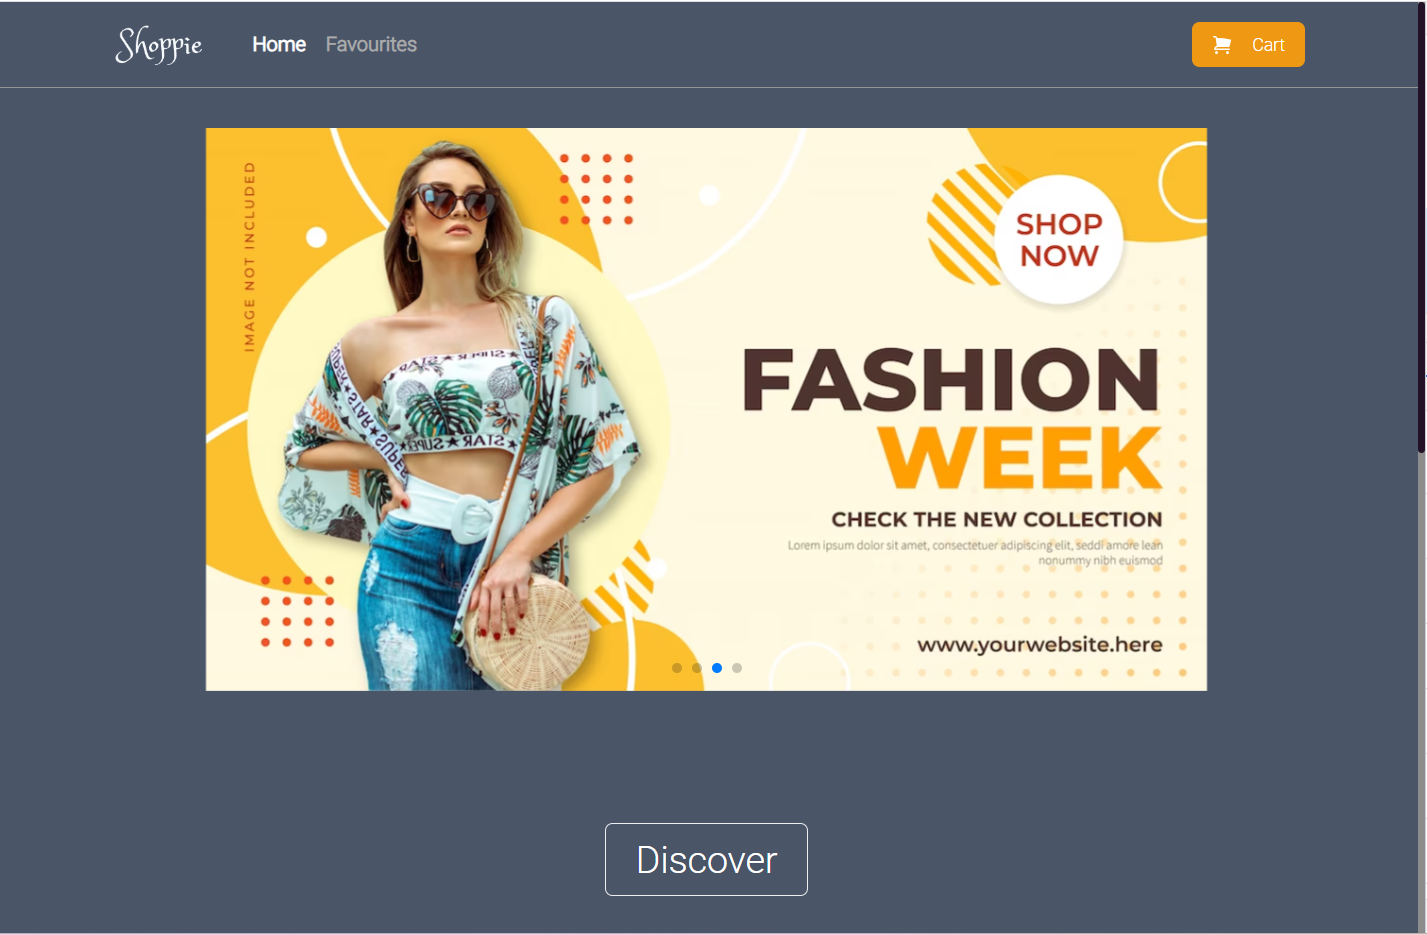 Shoppie
Home
Favourites
Cart
IMAGE NOT INCLUDED
SHOP
NOW
FASHION
WEEK
CHECK THE NEW COLLECTION
Lorem ipsum dolor sit amet, consectetuer adipiscing elit, seddi amore lean
nonummy nibh euismod
www.yourwebsite.here
Discover